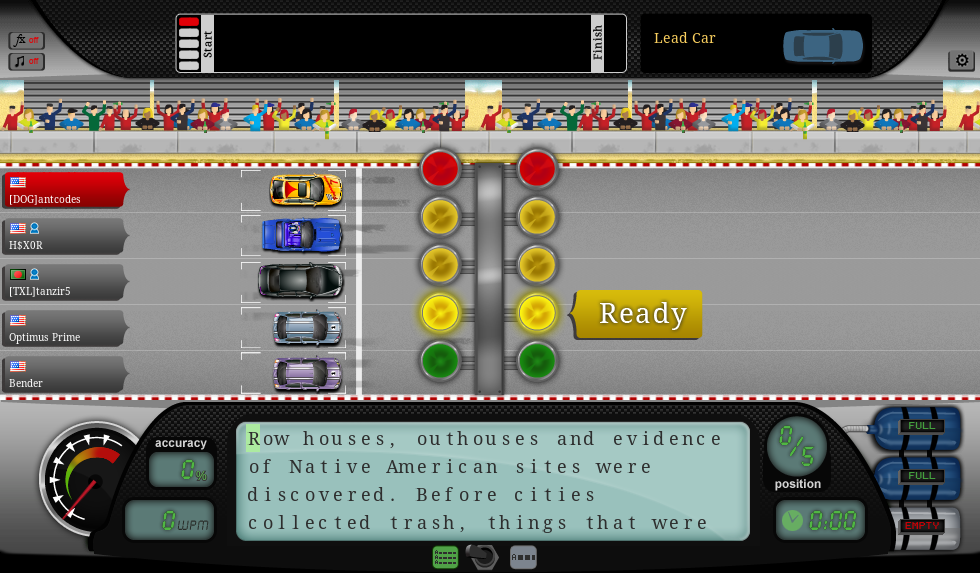 fx off
off
Start
Finish
Lead Car
[DOG]antcodes
H$X0R
[TXL]tanzir5
Optimus Prime
Bender
Ready
accuracy
0%
0WPM
Row houses, outhouses and evidence
of Native American sites were
discovered. Before cities
collected trash, things that were
0/5
position
0:00
FULL
FULL
EMPTY